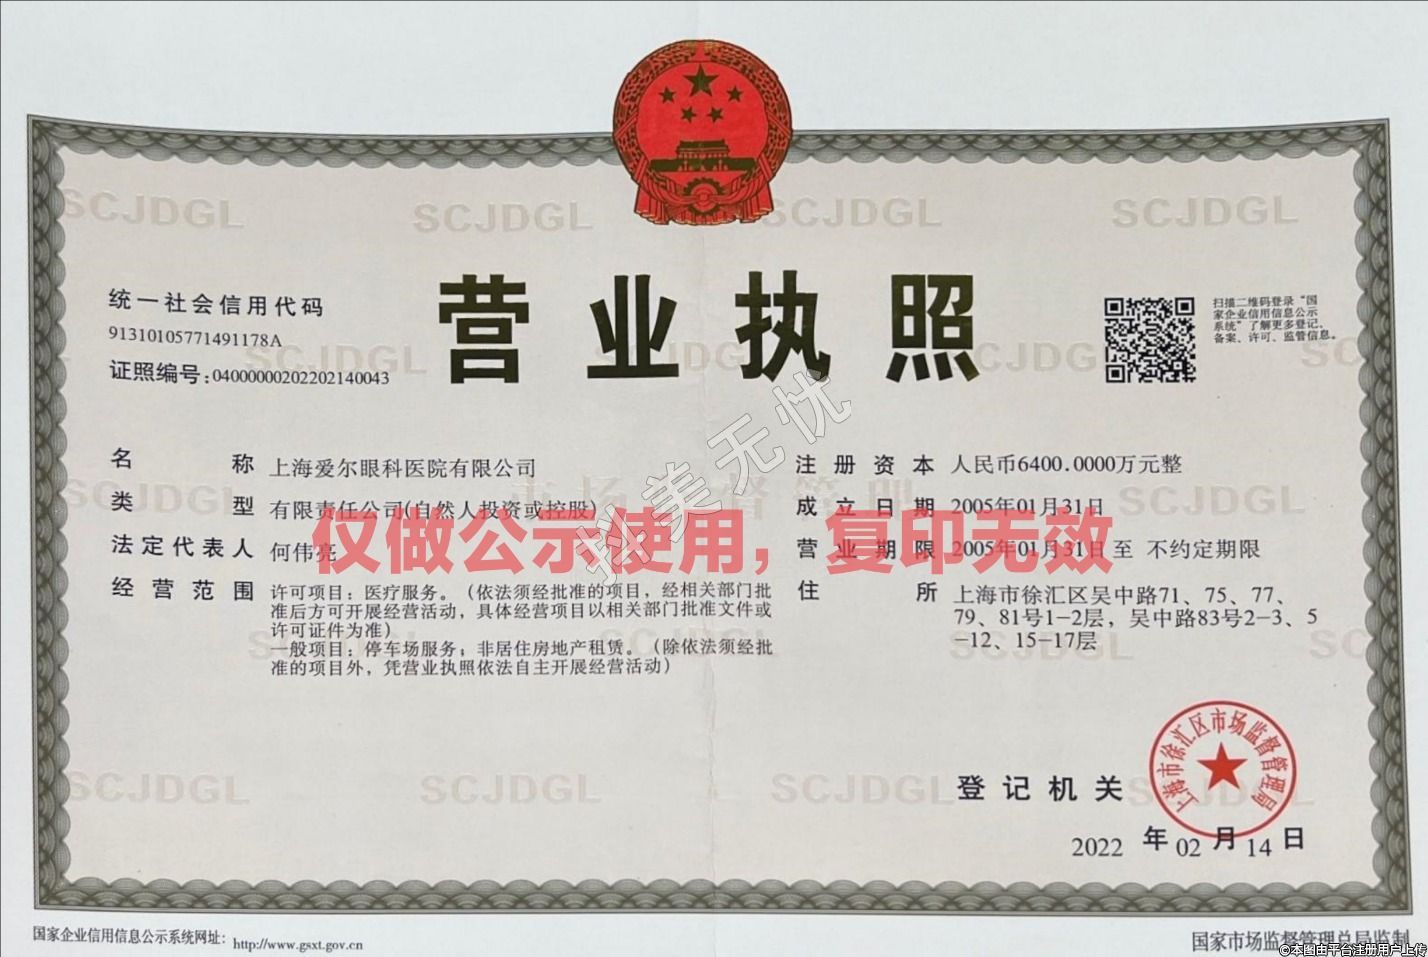 SCJDGL SCJDGL SCJDGL SCJDGL
营业执照
统一社会信用代码
91310105771491178A
证照编号:04000000202202140043
扫描二维码登录“国
家企业信用信息公示
系统”了解更多登记、
备案、许可、监管信息。
名称 上海爱尔眼科医院有限公司
类型 有限责任公司(自然人投资或控股)
法定代表人 何伟亮
经营范围 许可项目:医疗服务。(依法须经批准的项目,经相关部门批
准后方可开展经营活动,具体经营项目以相关部门批准文件或
许可证件为准)
一般项目:停车场服务;非居住房地产租赁。(除依法须经批
准的项目外,凭营业执照依法自主开展经营活动)
注册资本 人民币6400.0000万元整
成立日期 2005年01月31日
营业期限 2005年01月31日至 不约定期限
住所 上海市徐汇区吴中路71、75、77、
79、81号1-2层,吴中路83号2-3、5
-12、15-17层
仅做公示使用,复印无效
美无忧
SCJDGL SCJDGL SCJDGL SCJDGL
登记机关
上海市徐汇区市场监督管理局
2022 年 02 月 14 日
国家企业信用信息公示系统网址: http://www.gsxt.gov.cn
国家市场监督管理总局监制
©本图由平台注册用户上传